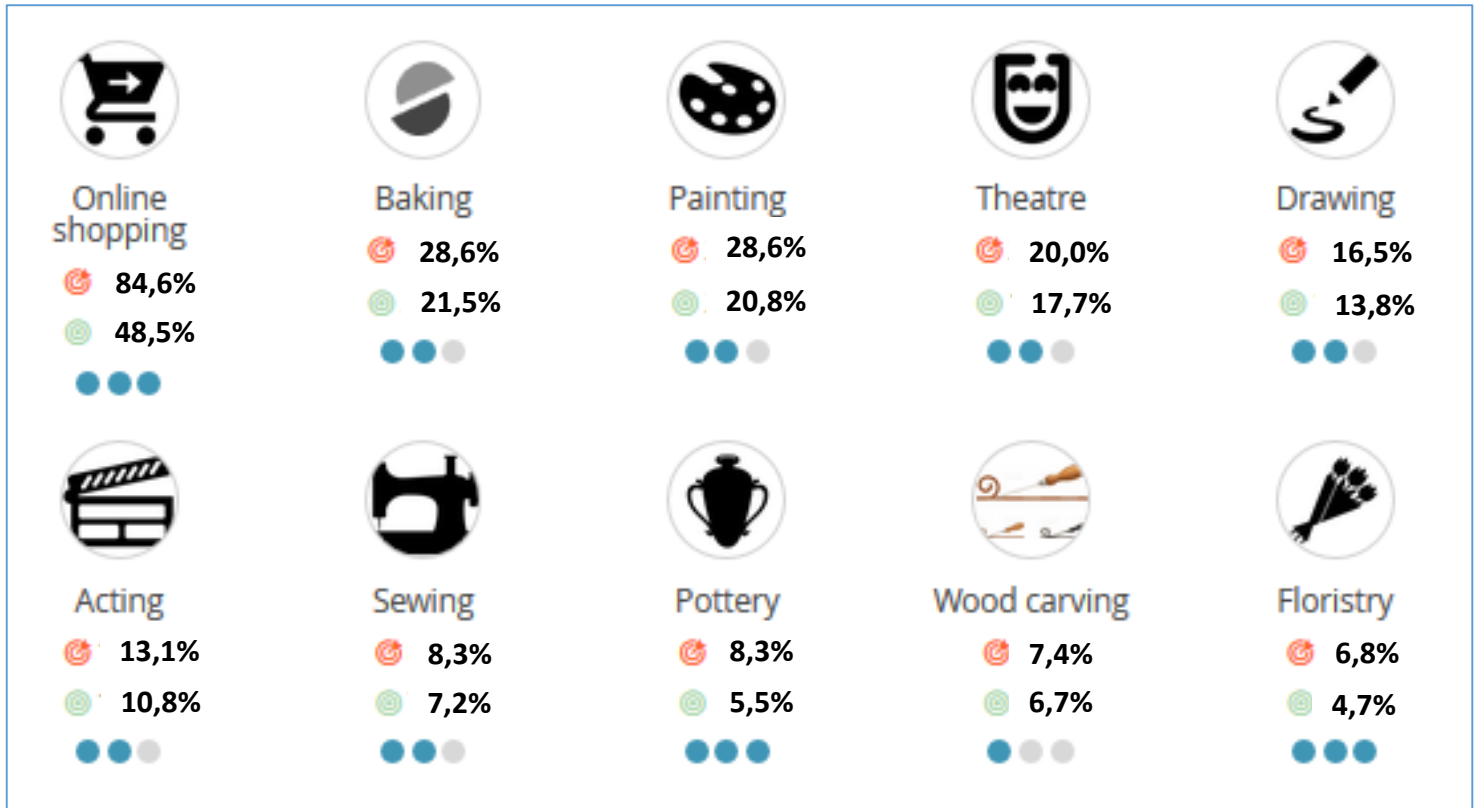 Online
shopping
84,6%
48,5%
Baking
28,6%
21,5%
Painting
28,6%
20,8%
Theatre
20,0%
17,7%
Drawing
16,5%
13,8%
Acting
13,1%
10,8%
Sewing
8,3%
7,2%
Pottery
8,3%
5,5%
Wood carving
7,4%
6,7%
Floristry
6,8%
4,7%